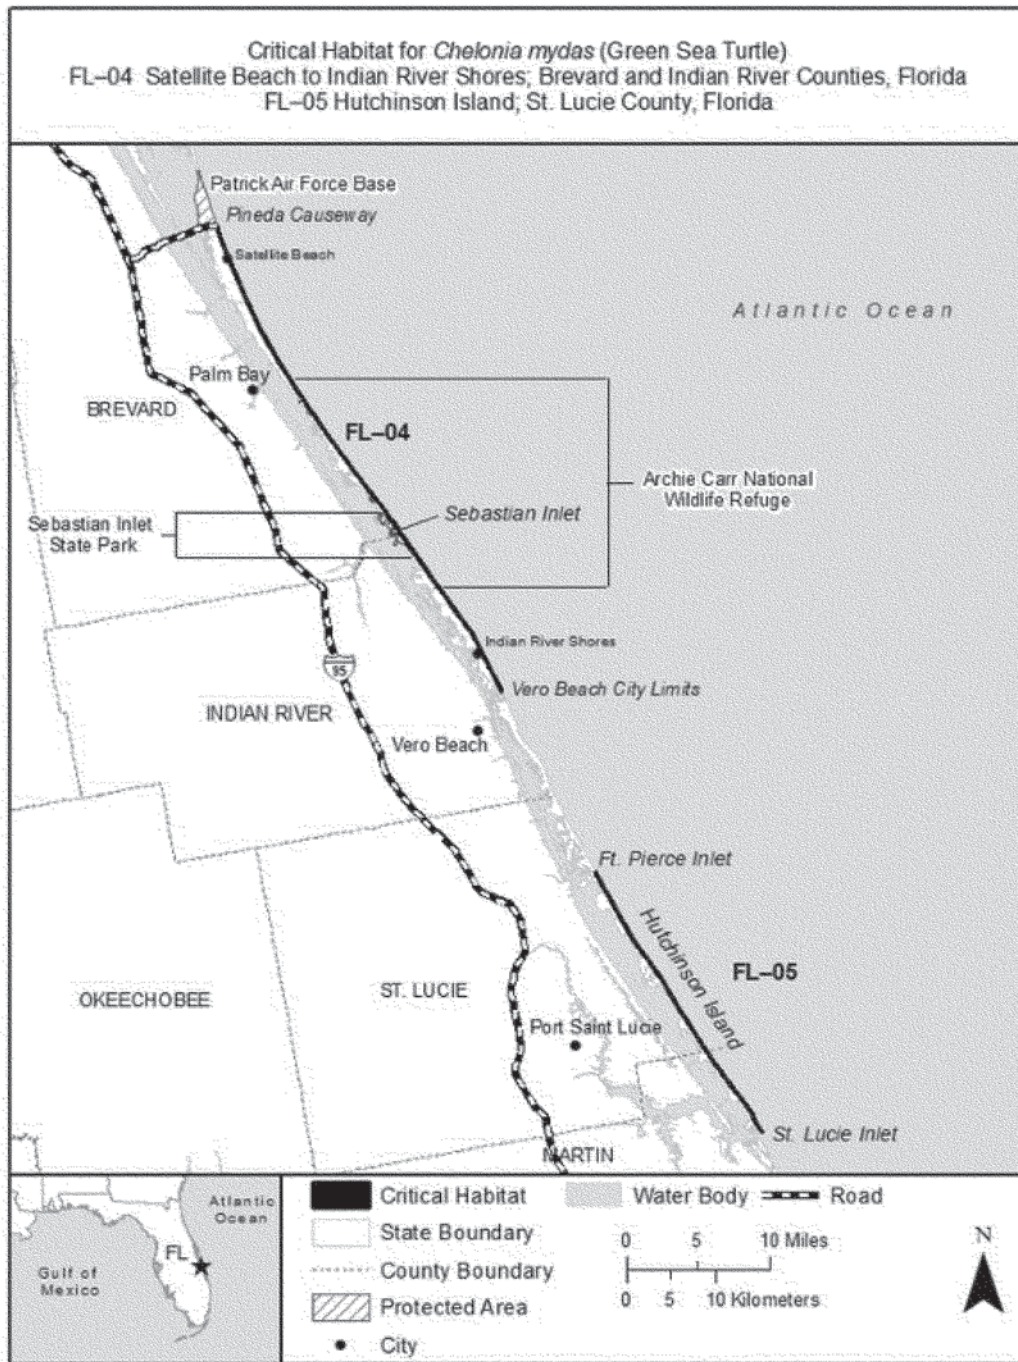 Critical Habitat for Chelonia mydas (Green Sea Turtle)
FL–04 Satellite Beach to Indian River Shores; Brevard and Indian River Counties, Florida
FL–05 Hutchinson Island; St. Lucie County, Florida
Patrick Air Force Base
Pineda Causeway
Satellite Beach
Atlantic Ocean
Palm Bay
BREVARD
FL–04
Archie Carr National
Wildlife Refuge
Sebastian Inlet
Sebastian Inlet
State Park
Indian River Shores
95
Vero Beach City Limits
INDIAN RIVER
Vero Beach
Ft. Pierce Inlet
Hutchinson Island
FL–05
OKEECHOBEE
ST. LUCIE
Port Saint Lucie
St. Lucie Inlet
MARTIN
Atlantic
Ocean
FL
Gulf of
Mexico
Critical Habitat
Water Body
Road
State Boundary
County Boundary
Protected Area
City
0 5 10 Miles
0 5 10 Kilometers
N